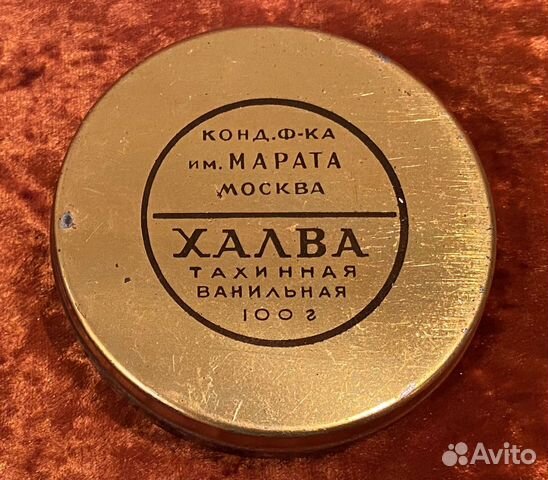 КОНД.Ф-КА
им. МАРАТА
МОСКВА
ХАЛВА
ТАХИННАЯ
ВАНИЛЬНАЯ
100 г
Avito